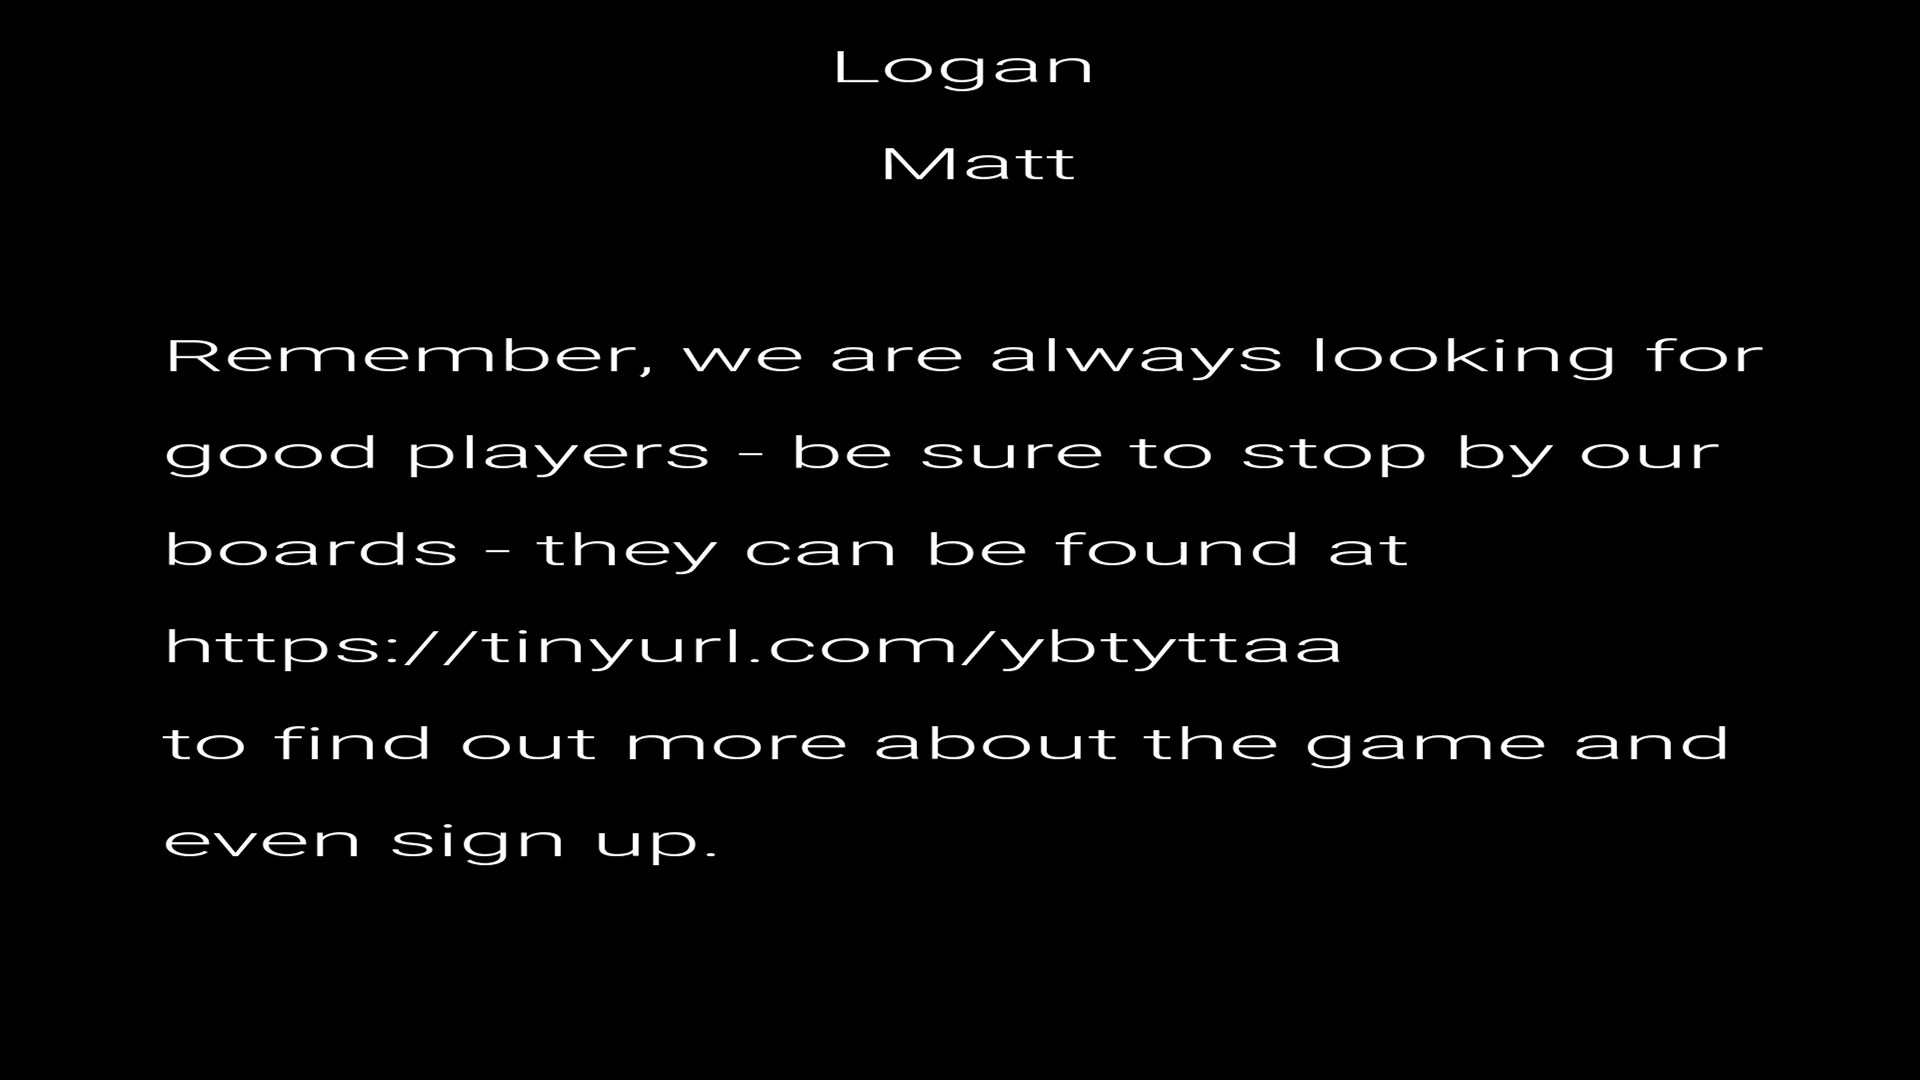 Logan
Matt
Remember, we are always looking for
good players - be sure to stop by our
boards - they can be found at
https://tinyurl.com/ybtyttaa
to find out more about the game and
even sign up.